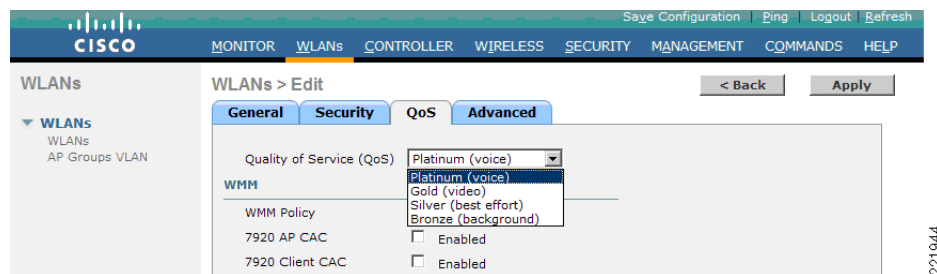 Save Configuration | Ping | Logout | Refresh
CISCO
MONITOR WLANs CONTROLLER WIRELESS SECURITY MANAGEMENT COMMANDS HELP
WLANs
WLANs > Edit
< Back
Apply
WLANs
WLANs
AP Groups VLAN
General Security QoS Advanced
Quality of Service (QoS) Platinum (voice)
Platinum (voice)
Gold (video)
Silver (best effort)
Bronze (background)
WMM
WMM Policy
7920 AP CAC Enabled
7920 Client CAC Enabled
221944